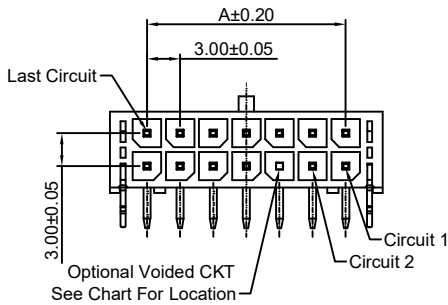 A±0.20
3.00±0.05
Last Circuit
3.00±0.05
Circuit 1
Circuit 2
Optional Voided CKT
See Chart For Location